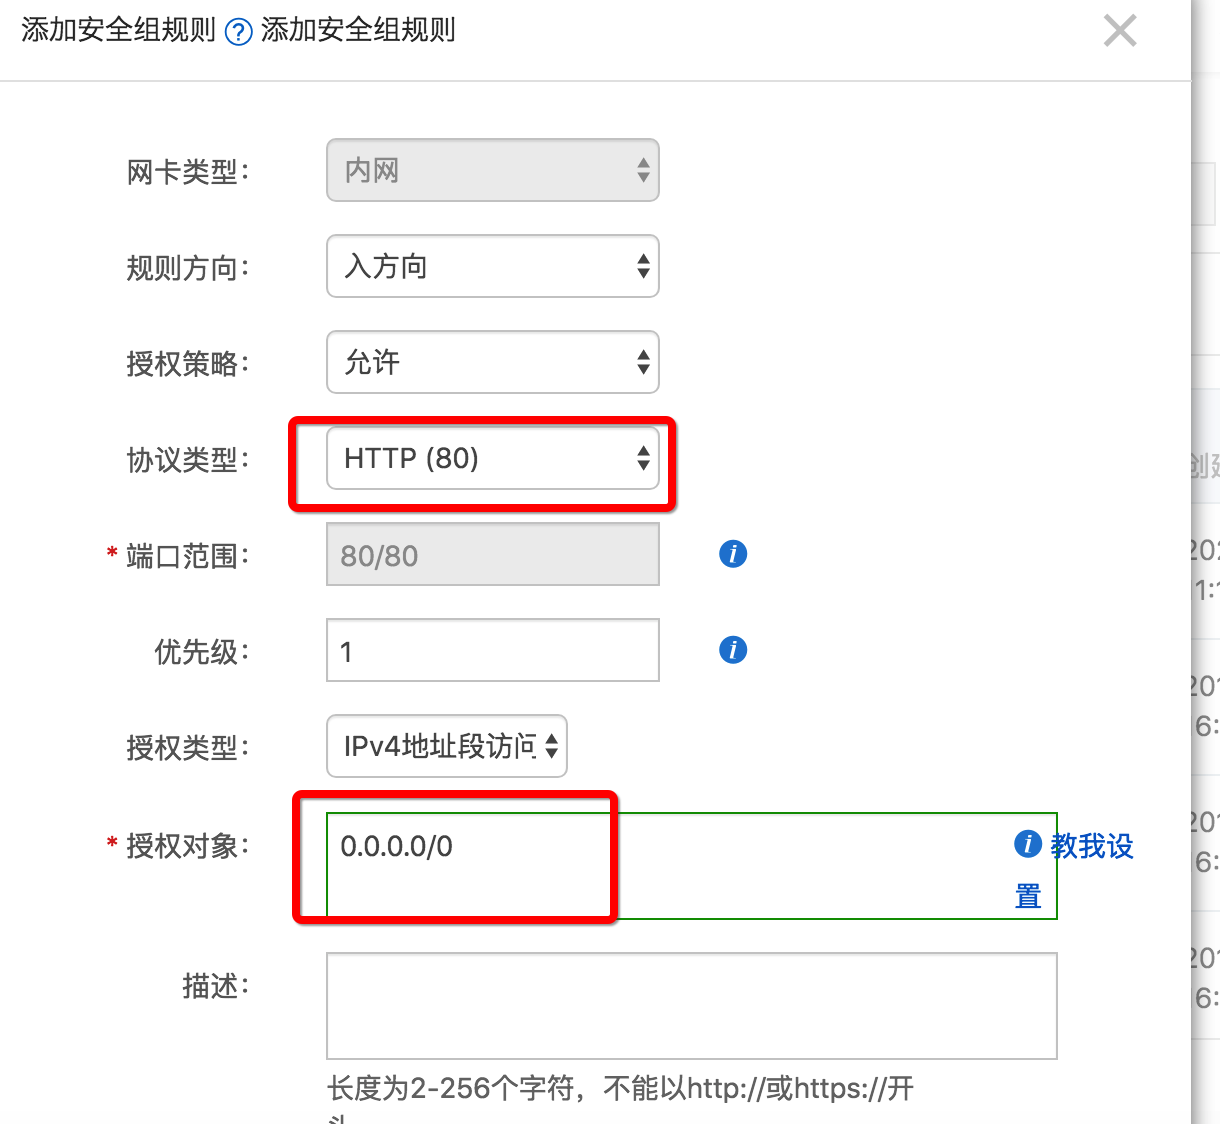 添加安全组规则 ? 添加安全组规则
网卡类型： 内网
规则方向： 入方向
授权策略： 允许
创建
协议类型： HTTP (80)
* 端口范围： 80/80
优先级： 1
授权类型： IPv4地址段访问
* 授权对象： 0.0.0.0/0 教我设
置
描述：
长度为2-256个字符，不能以http://或https://开